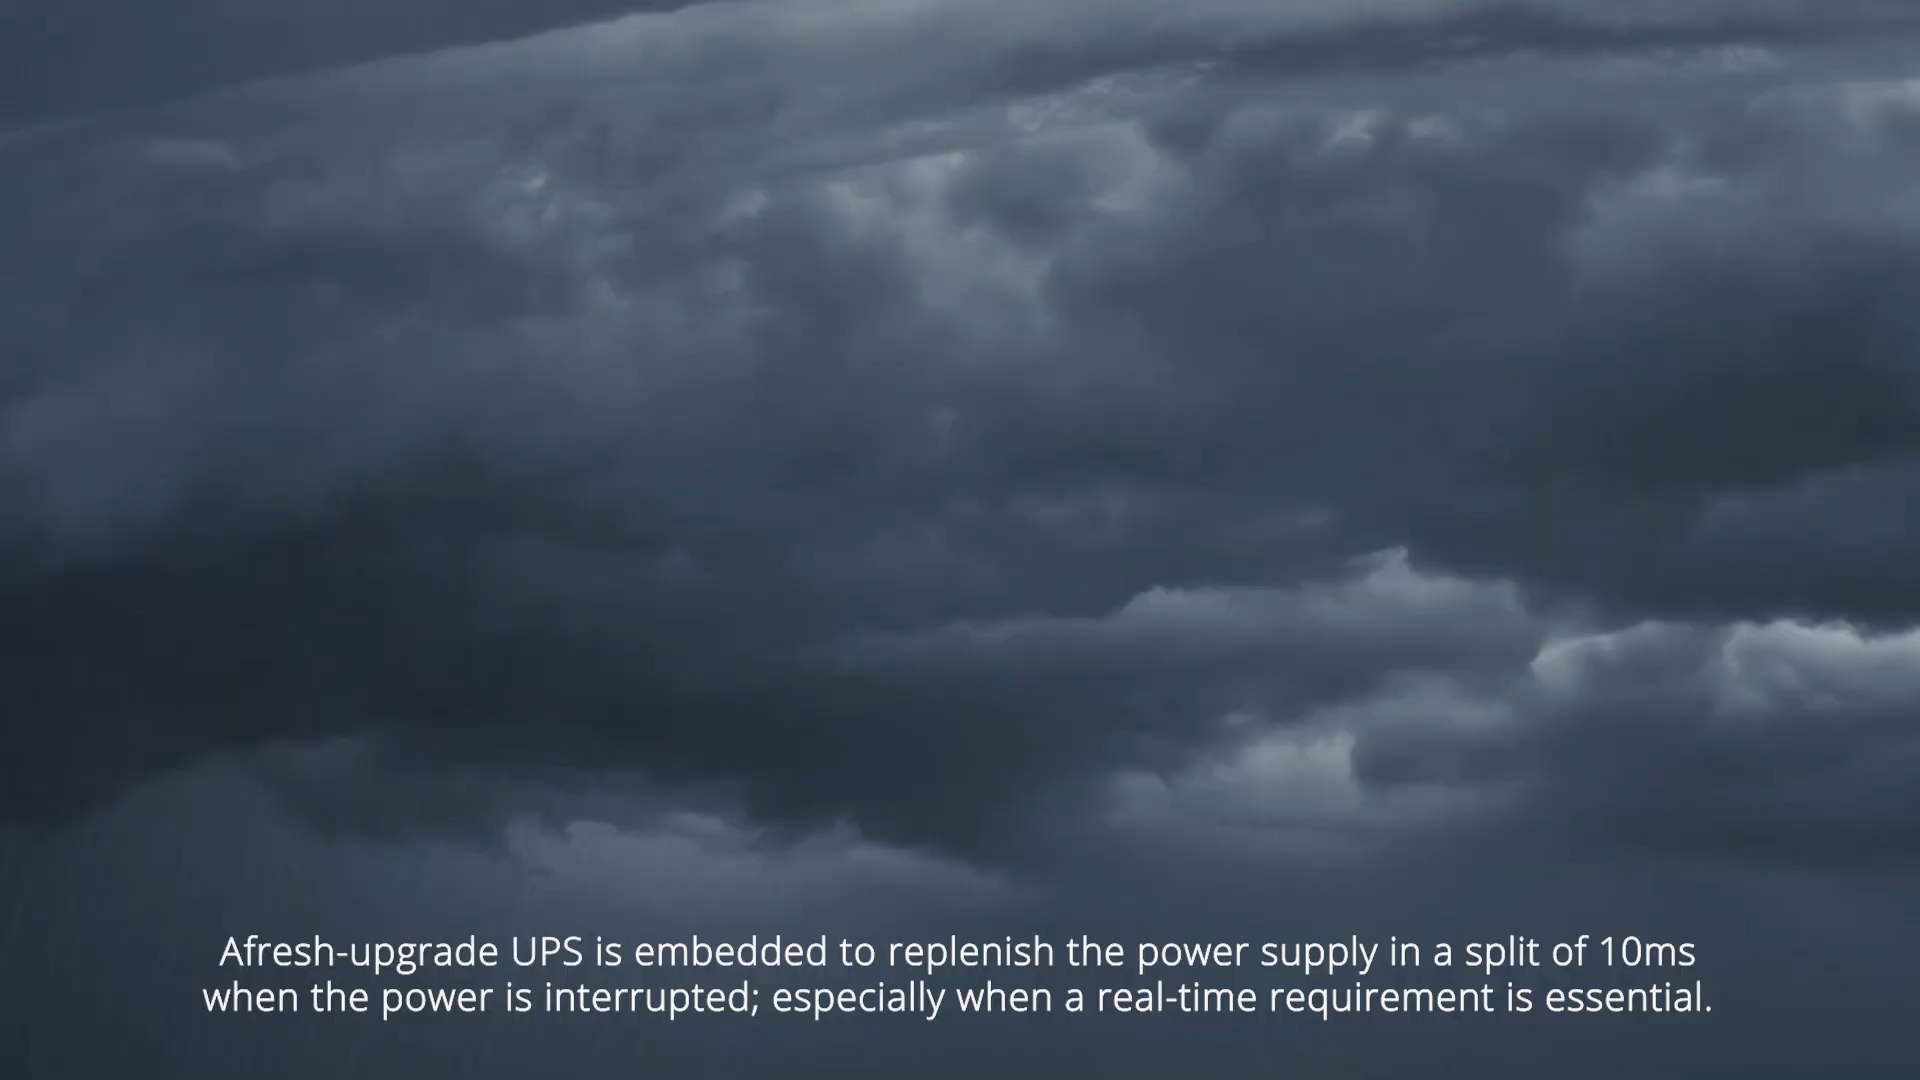 Afresh-upgrade UPS is embedded to replenish the power supply in a split of 10ms
when the power is interrupted; especially when a real-time requirement is essential.